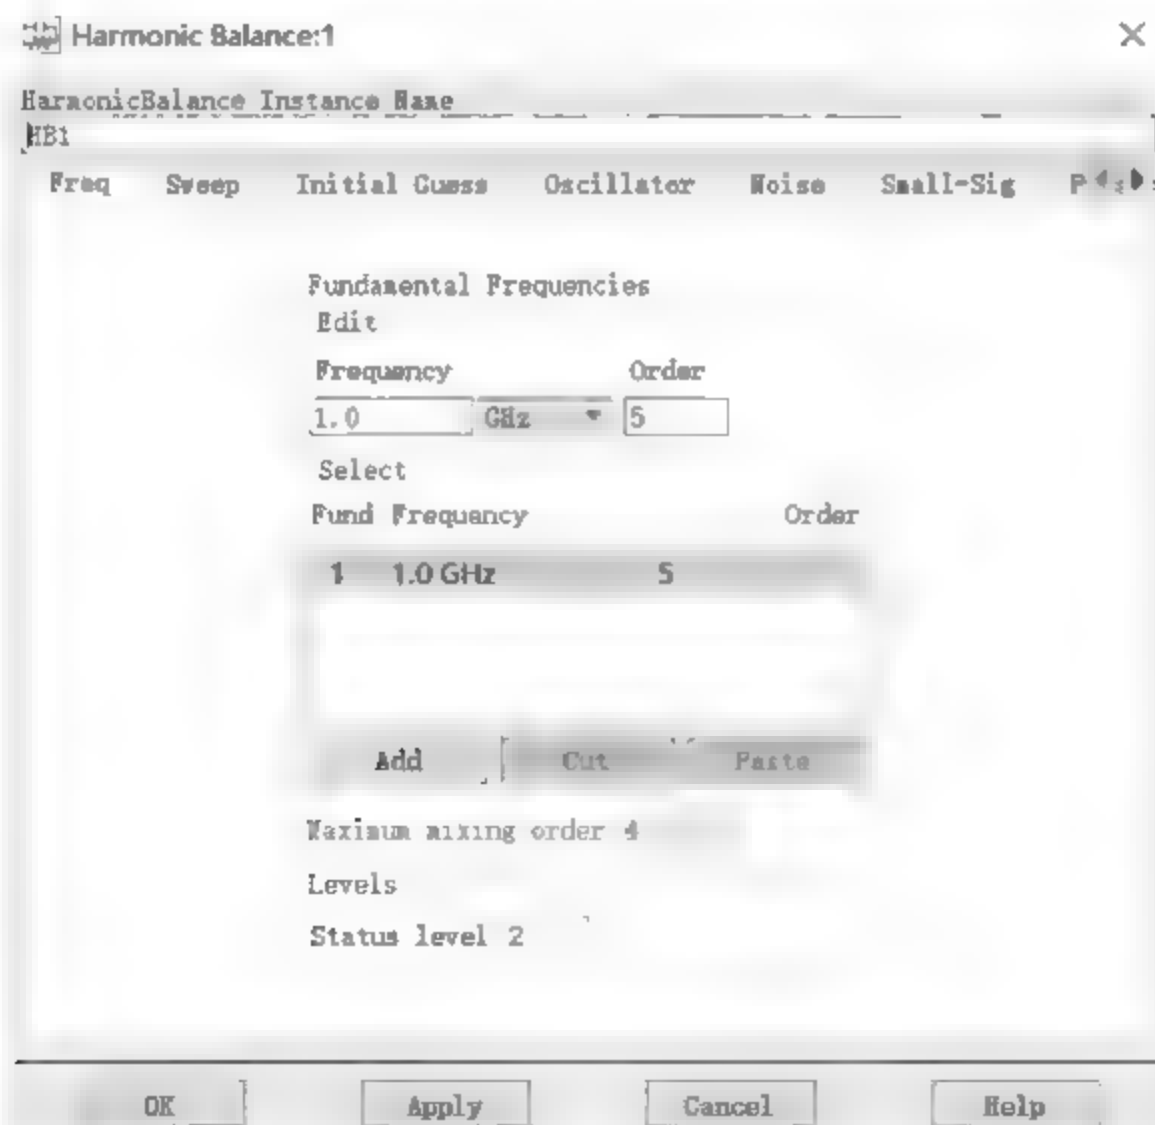 Harmonic Balance:1
HarmonicBalance Instance Name
HB1
Freq Sweep Initial Guess Oscillator Noise Small-Sig
Fundamental Frequencies
Edit
Frequency Order
1.0 GHz 5
Select
Fund Frequency Order
1 1.0 GHz 5
Add Cut Paste
Maximum mixing order 4
Levels
Status level 2
OK Apply Cancel Help